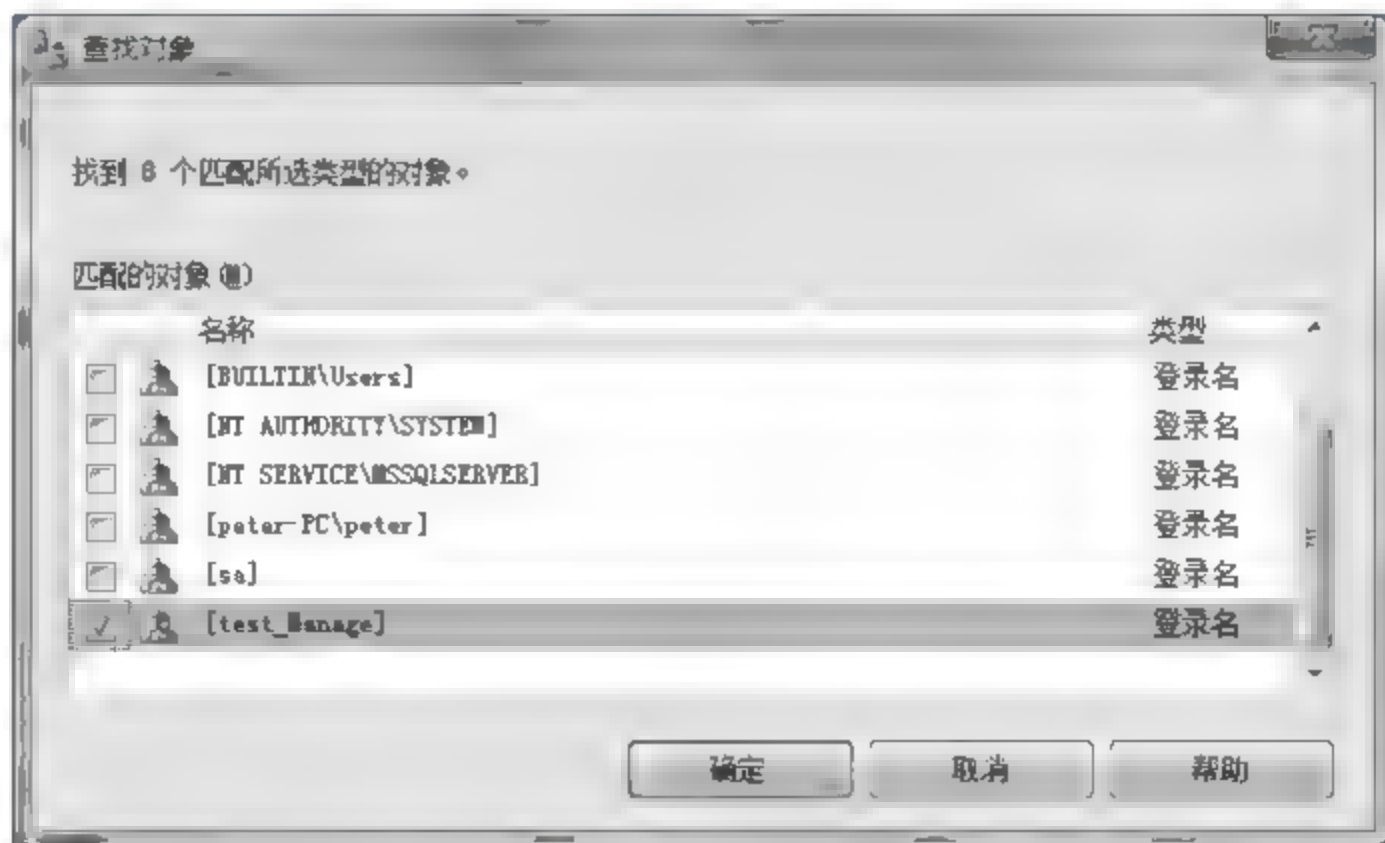 查找对象
找到 8 个匹配所选类型的对象。
匹配的对象(M)
名称 类型
[BUILTIN\Users] 登录名
[NT AUTHORITY\SYSTEM] 登录名
[NT SERVICE\MSSQLSERVER] 登录名
[peter-PC\peter] 登录名
[sa] 登录名
[test_Manage] 登录名
确定 取消 帮助